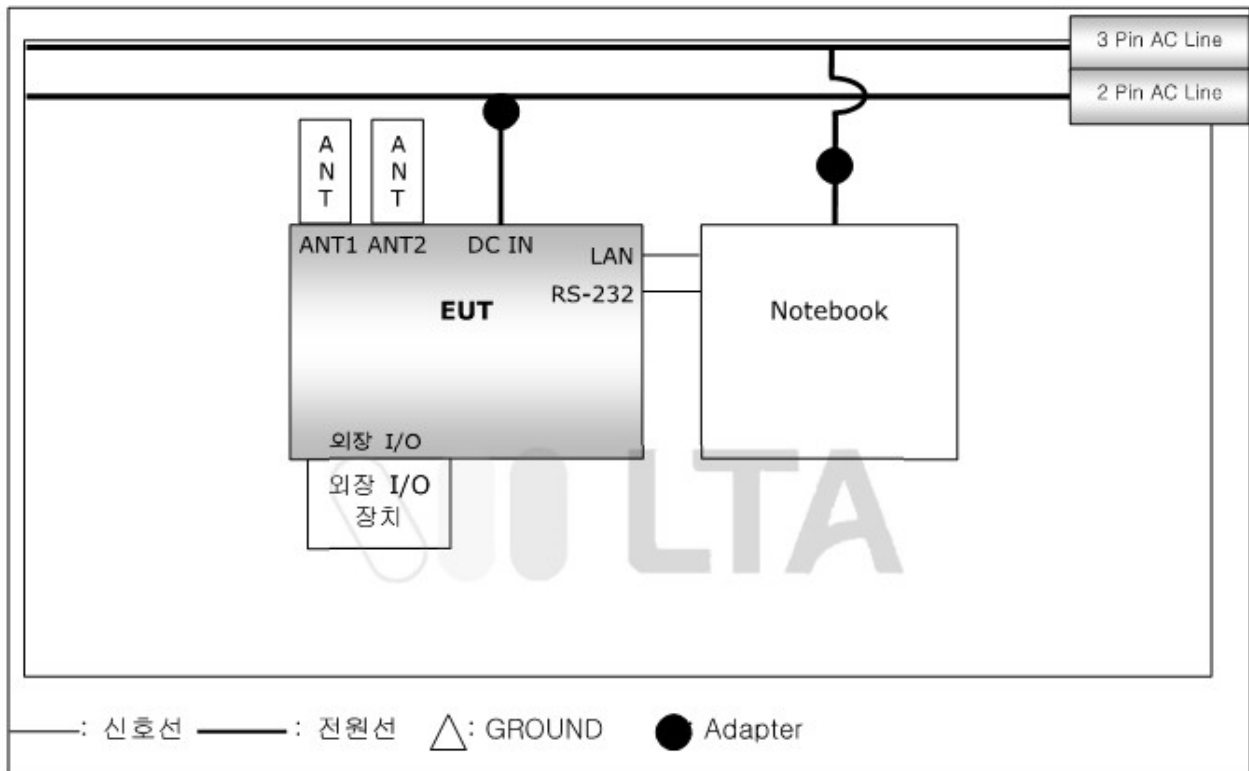 3 Pin AC Line
2 Pin AC Line
A
N
T
A
N
T
ANT1 ANT2 DC IN
LAN
RS-232
EUT
Notebook
외장 I/O
외장 I/O
장치
LTA
: 신호선 : 전원선 : GROUND : Adapter